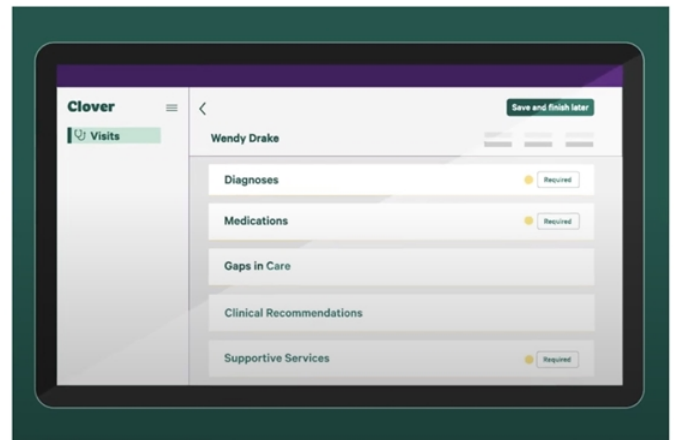 Clover
Save and finish later
Visits
Wendy Drake
Diagnoses
Required
Medications
Required
Gaps in Care
Clinical Recommendations
Supportive Services
Required